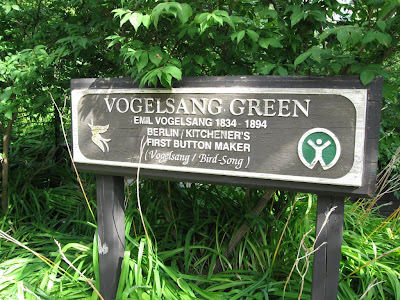 VOGELSANG GREEN
EMIL VOGELSANG 1834 - 1894
BERLIN / KITCHENER'S
FIRST BUTTON MAKER
(Vogelsang / Bird-Song)